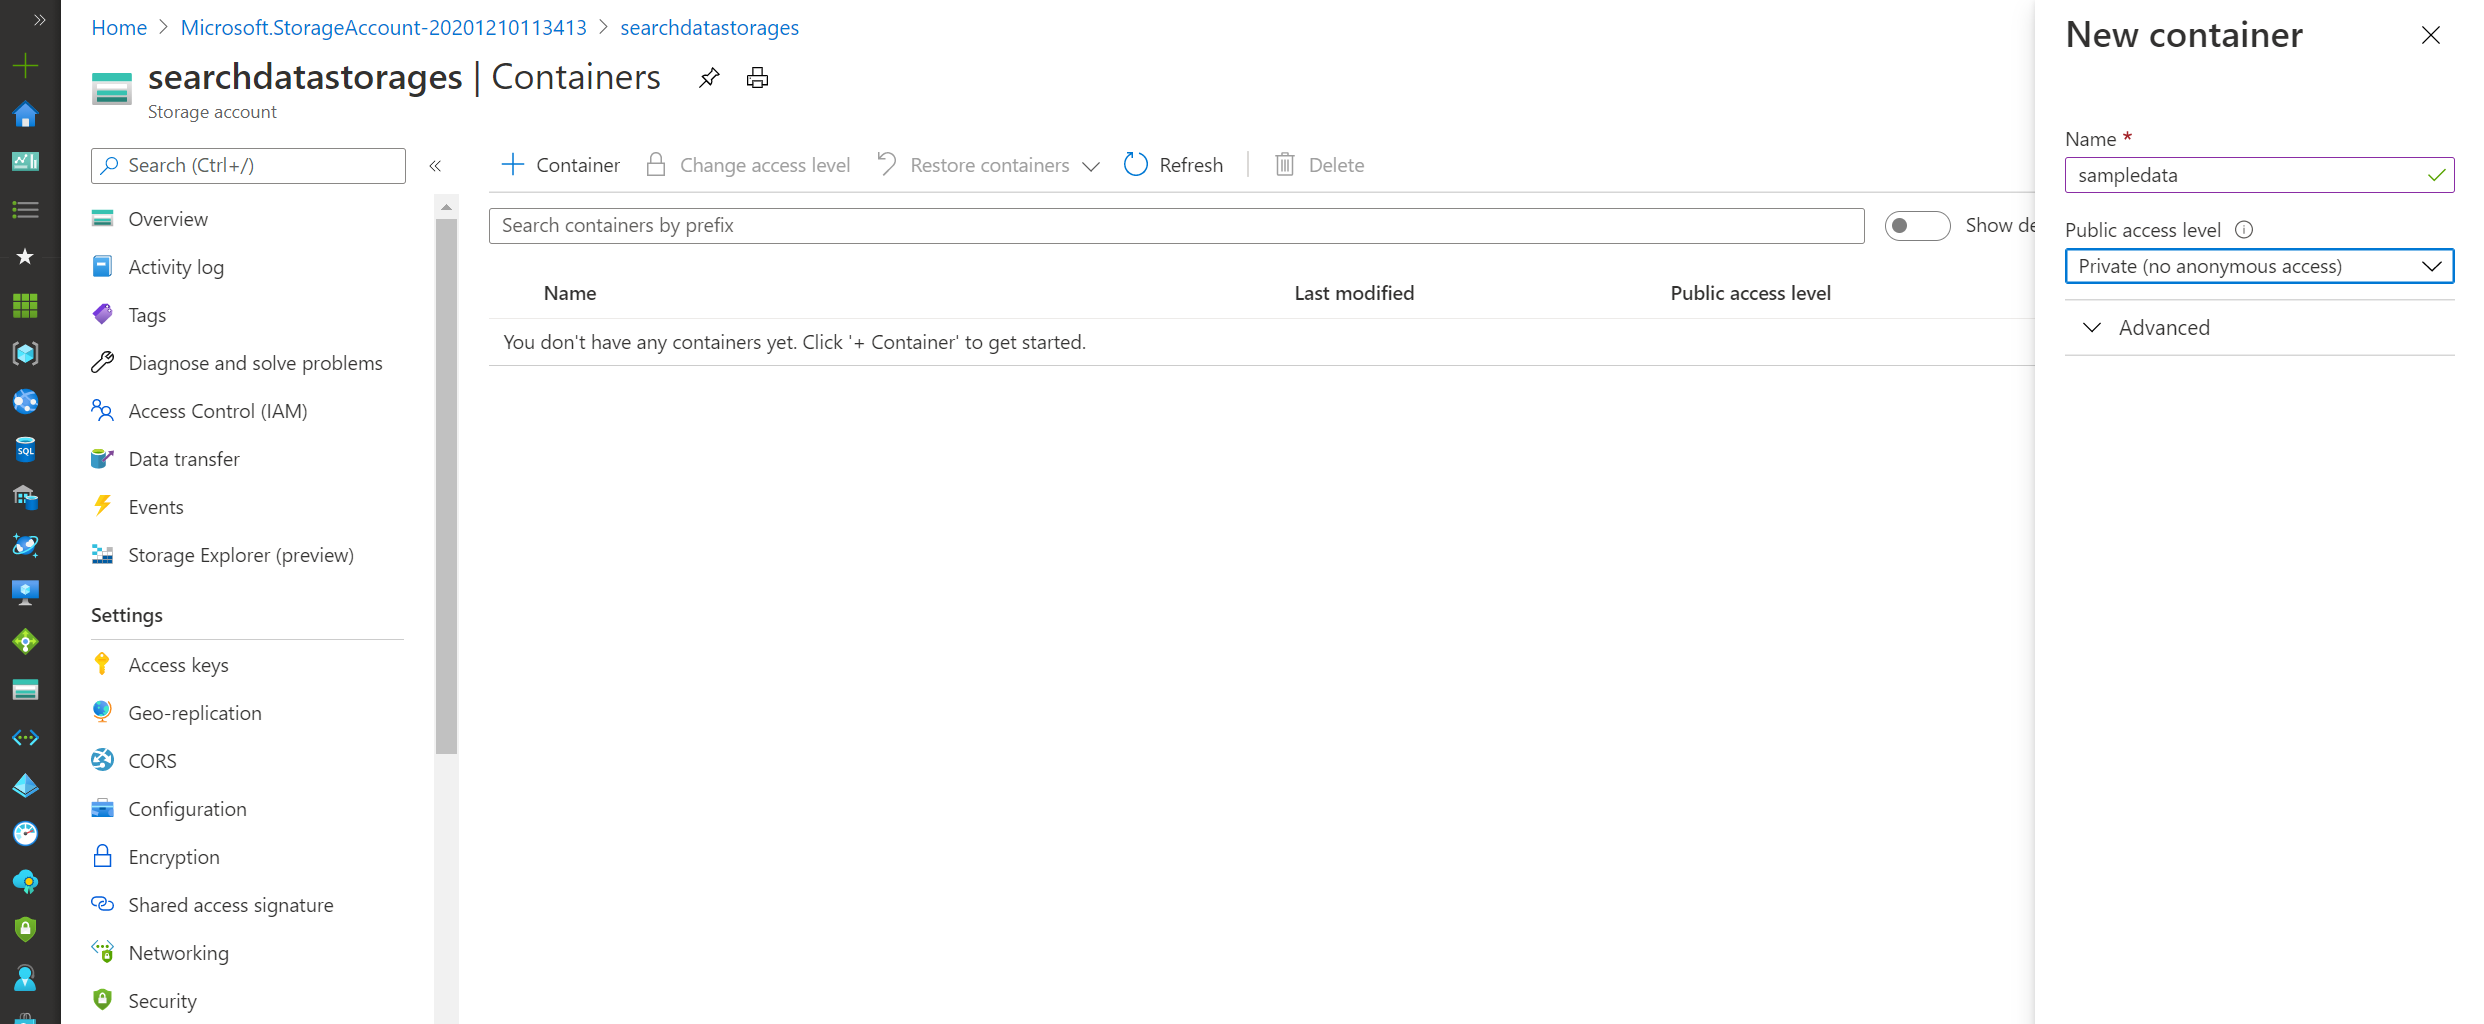 Home > Microsoft.StorageAccount-20201210113413 > searchdatastorages
searchdatastorages | Containers
Storage account
Search (Ctrl+/)
Overview
Activity log
Tags
Diagnose and solve problems
Access Control (IAM)
Data transfer
Events
Storage Explorer (preview)
Settings
Access keys
Geo-replication
CORS
Configuration
Encryption
Shared access signature
Networking
Security
+ Container Change access level Restore containers Refresh Delete
Search containers by prefix
Show de
Name Last modified Public access level
You don't have any containers yet. Click '+ Container' to get started.
New container
Name *
sampledata
Public access level
Private (no anonymous access)
Advanced
SQL